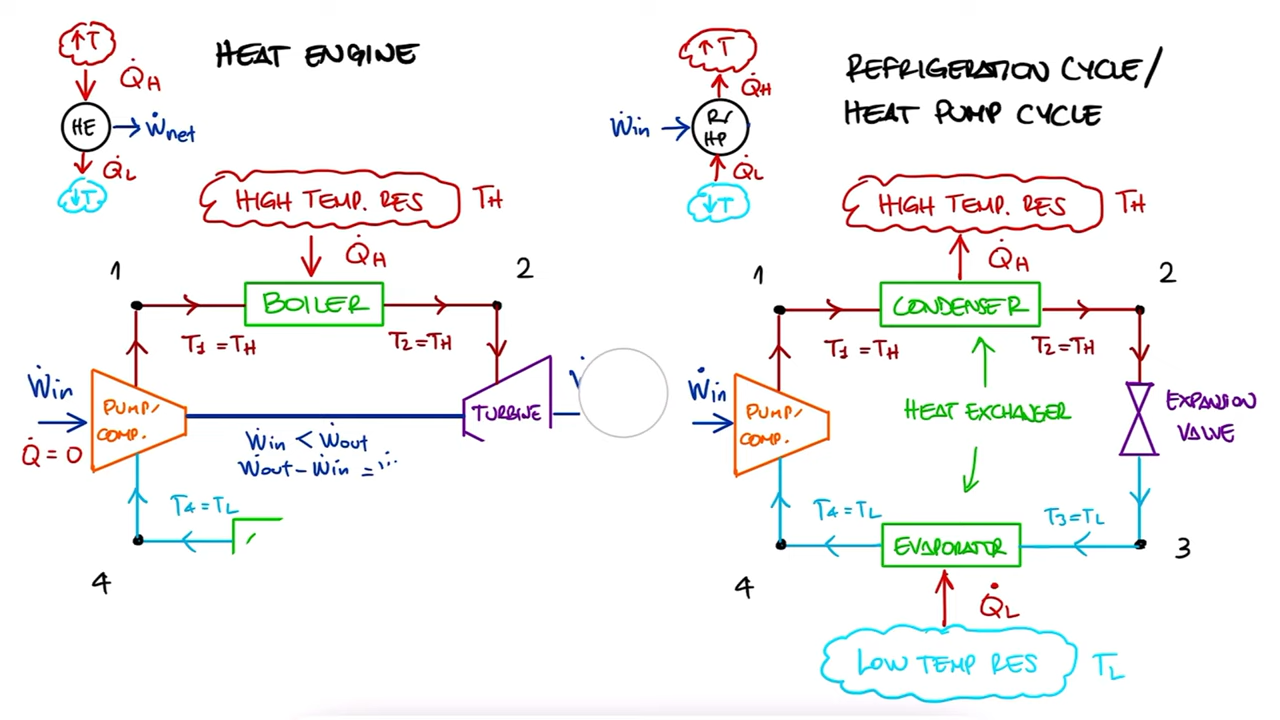 ↑T
Q̇H
HEAT ENGINE
HE
Ẇnet
Q̇L
↓T
HIGH TEMP. RES
TH
Q̇H
1
2
BOILER
T1 = TH
T2 = TH
Ẇin
PUMP/
COMP.
Q̇ = 0
TURBINE
Ẇin < Ẇout
Ẇout - Ẇin =
T4 = TL
4
↑T
Q̇H
REFRIGERATION CYCLE/
HEAT PUMP CYCLE
Ẇin
R/
HP
Q̇L
↓T
HIGH TEMP. RES
TH
Q̇H
1
2
CONDENSER
T1 = TH
T2 = TH
Ẇin
PUMP/
COMP.
HEAT EXCHANGER
EXPANSION
VALVE
T4 = TL
T3 = TL
EVAPORATOR
3
4
Q̇L
LOW TEMP RES
TL